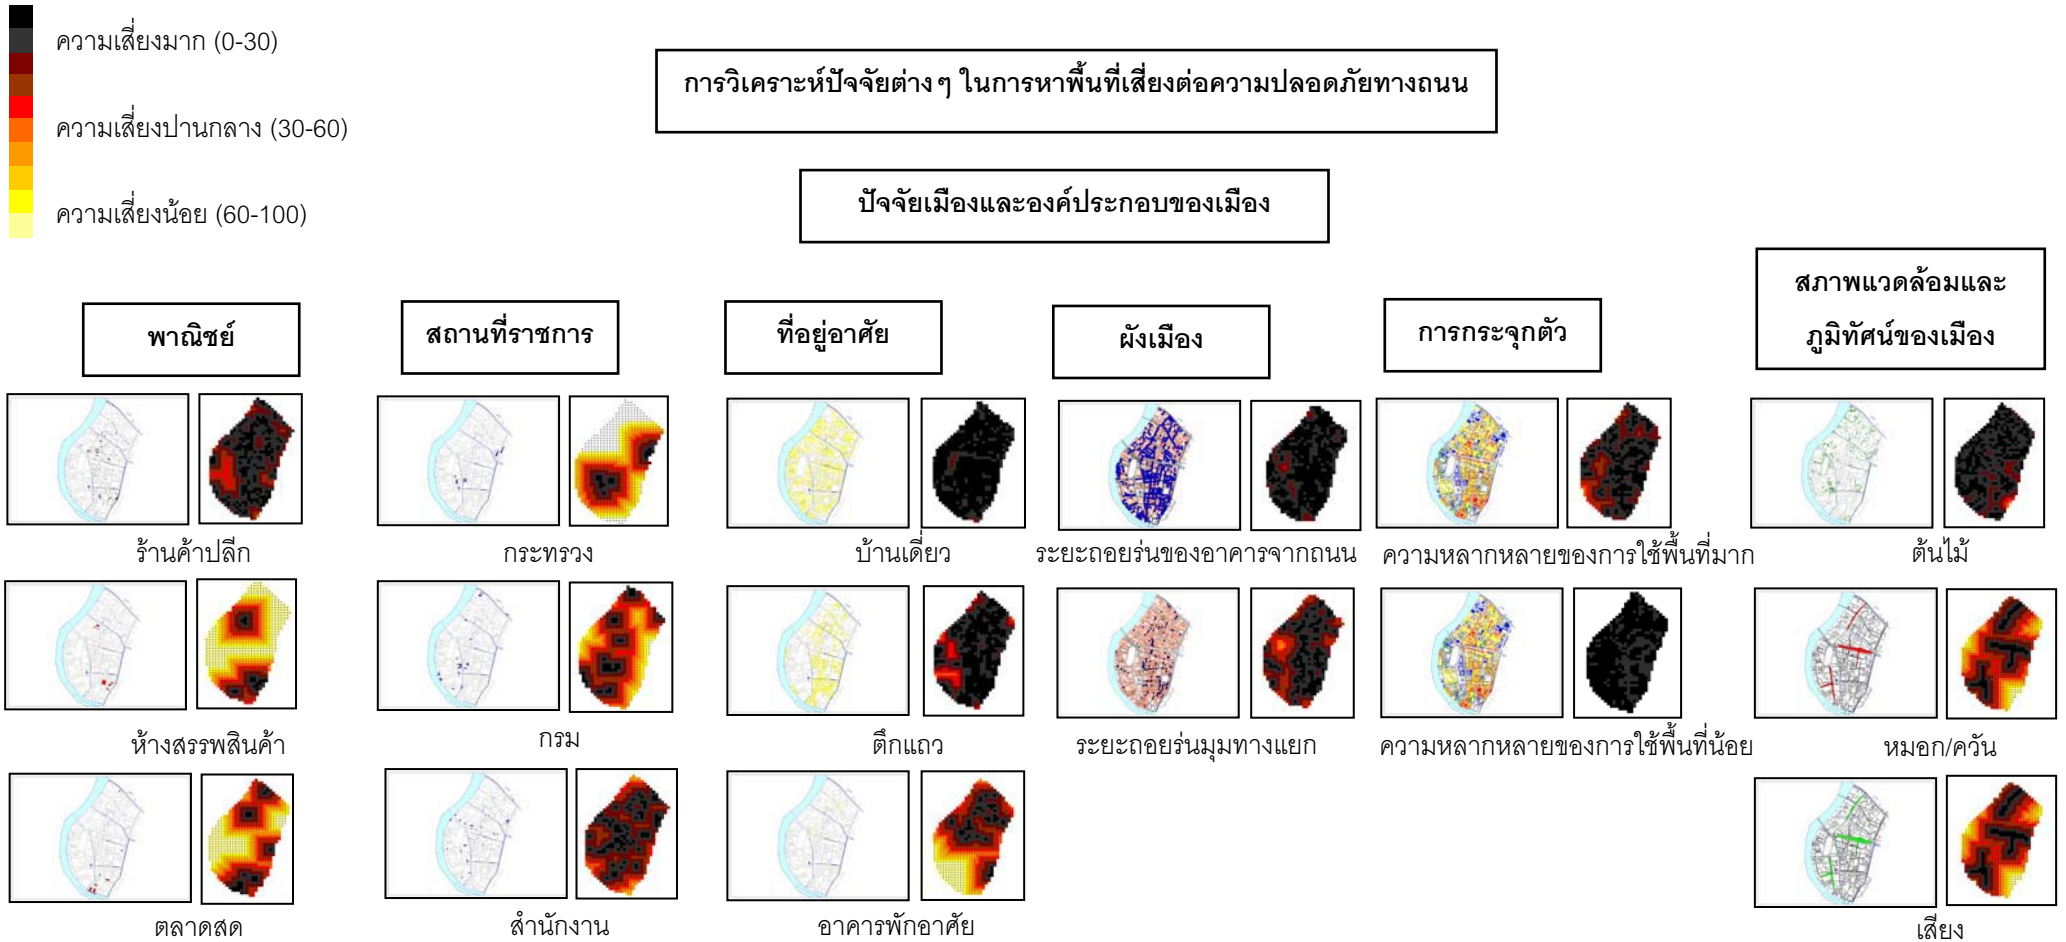 ความเสี่ยงมาก (0-30)
ความเสี่ยงปานกลาง (30-60)
ความเสี่ยงน้อย (60-100)
การวิเคราะห์ปัจจัยต่าง ๆ ในการหาพื้นที่เสี่ยงต่อความปลอดภัยทางถนน
ปัจจัยเมืองและองค์ประกอบของเมือง
พาณิชย์
สถานที่ราชการ
ที่อยู่อาศัย
ผังเมือง
การกระจุกตัว
สภาพแวดล้อมและ
ภูมิทัศน์ของเมือง
ร้านค้าปลีก
กระทรวง
บ้านเดี่ยว
ระยะถอยร่นของอาคารจากถนน
ความหลากหลายของการใช้พื้นที่มาก
ต้นไม้
ห้างสรรพสินค้า
กรม
ตึกแถว
ระยะถอยร่นมุมทางแยก
ความหลากหลายของการใช้พื้นที่น้อย
หมอก/ควัน
ตลาดสด
สำนักงาน
อาคารพักอาศัย
เสียง